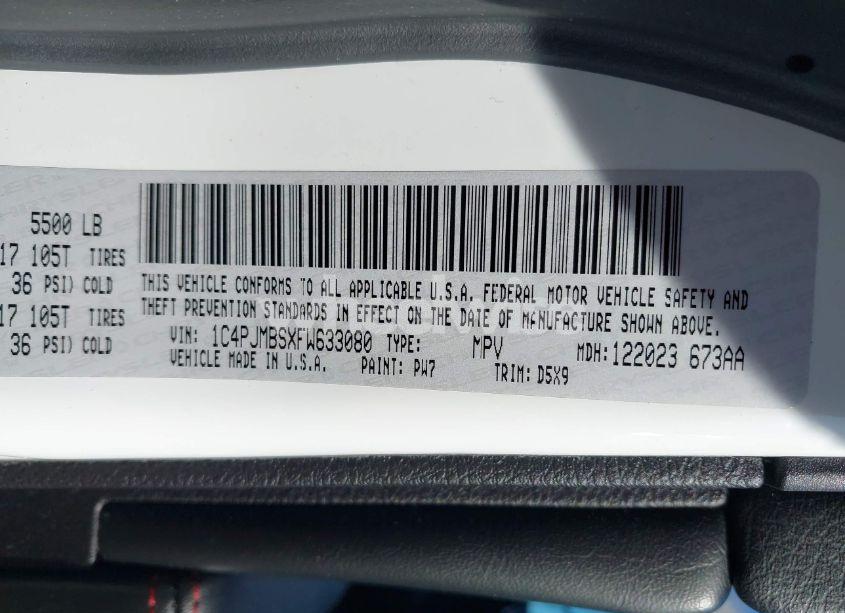 5500 LB
17 105T TIRES
36 PSI) COLD
17 105T TIRES
36 PSI) COLD
THIS VEHICLE CONFORMS TO ALL APPLICABLE U.S.A. FEDERAL MOTOR VEHICLE SAFETY AND
THEFT PREVENTION STANDARDS IN EFFECT ON THE DATE OF MANUFACTURE SHOWN ABOVE.
VIN: 1C4PJMBSXFW633080 TYPE: MPV MDH: 122023 673AA
VEHICLE MADE IN U.S.A. PAINT: PW7 TRIM: D5X9